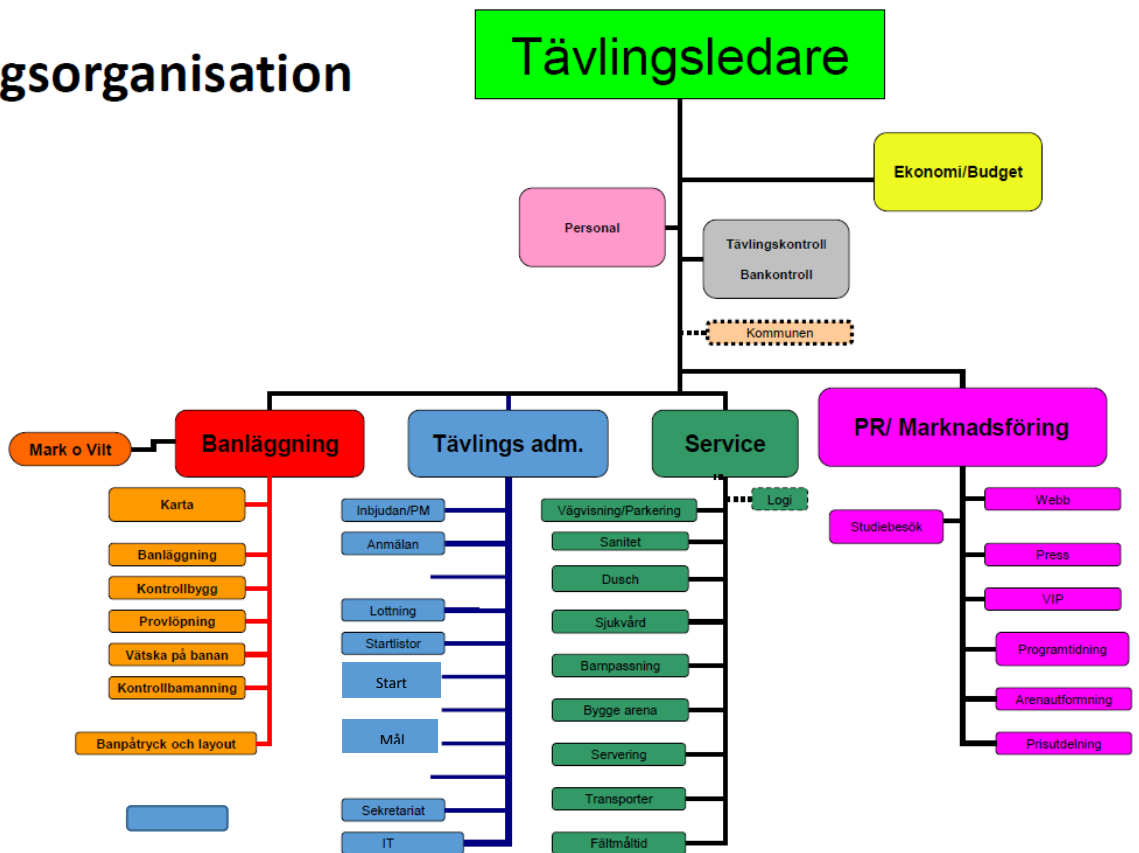 gsorganisation
Tävlingsledare
Ekonomi/Budget
Personal
Tävlingskontroll
Bankontroll
Kommunen
Mark o Vilt
Banläggning
Karta
Banläggning
Kontrollbygg
Provlöpning
Vätska på banan
Kontrollbamanning
Banpåtryck och layout
Tävlings adm.
Inbjudan/PM
Anmälan
Lottning
Startlistor
Start
Mål
Sekretariat
IT
Service
Logi
Vägvisning/Parkering
Sanitet
Dusch
Sjukvård
Barnpassning
Bygge arena
Servering
Transporter
Fältmåltid
PR/ Marknadsföring
Webb
Studiebesök
Press
VIP
Programtidning
Arenautformning
Prisutdelning